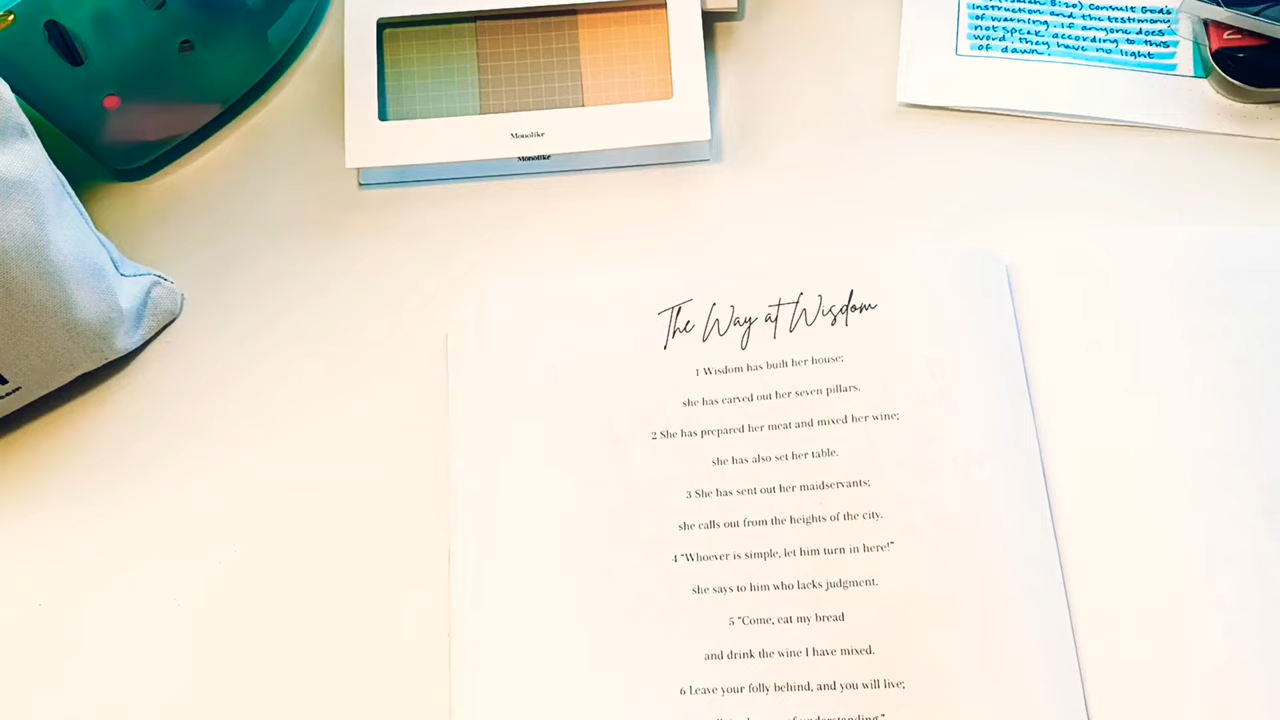 Monolike
Monolike
(Isaiah 8:20) Consult God's
instruction and the testimony
of warning. if anyone does
not speak according to this
word, they have no light
of dawn.
The Way at Wisdom
1 Wisdom has built her house;
she has carved out her seven pillars.
2 She has prepared her meat and mixed her wine;
she has also set her table.
3 She has sent out her maidservants;
she calls out from the heights of the city.
4 “Whoever is simple, let him turn in here!”
she says to him who lacks judgment.
5 “Come, eat my bread
and drink the wine I have mixed.
6 Leave your folly behind, and you will live;
of understanding.”